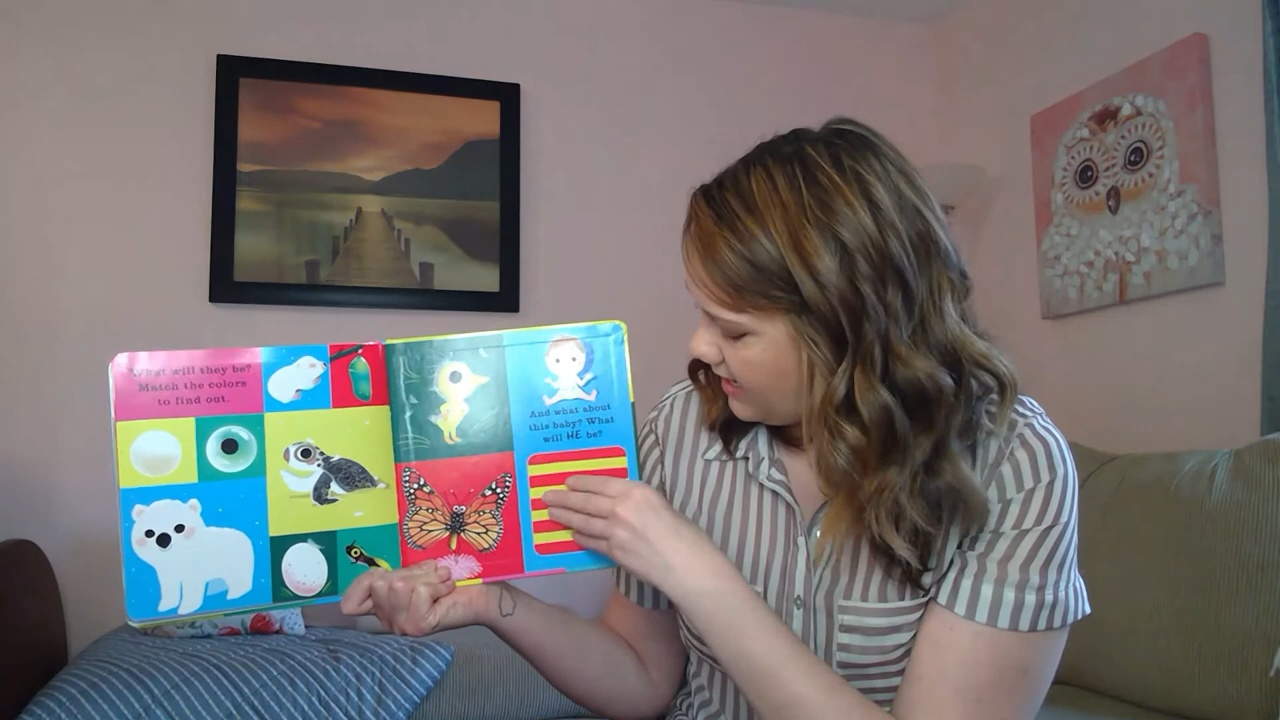 What will they be?
Match the colors
to find out.
And what about
this baby? What
will HE be?